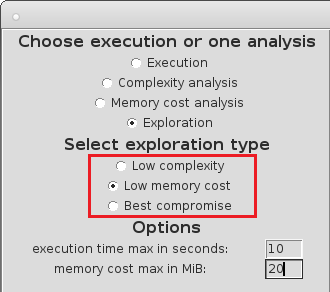 Choose execution or one analysis
Execution
Complexity analysis
Memory cost analysis
Exploration
Select exploration type
Low complexity
Low memory cost
Best compromise
Options
execution time max in seconds: 10
memory cost max in MiB: 20